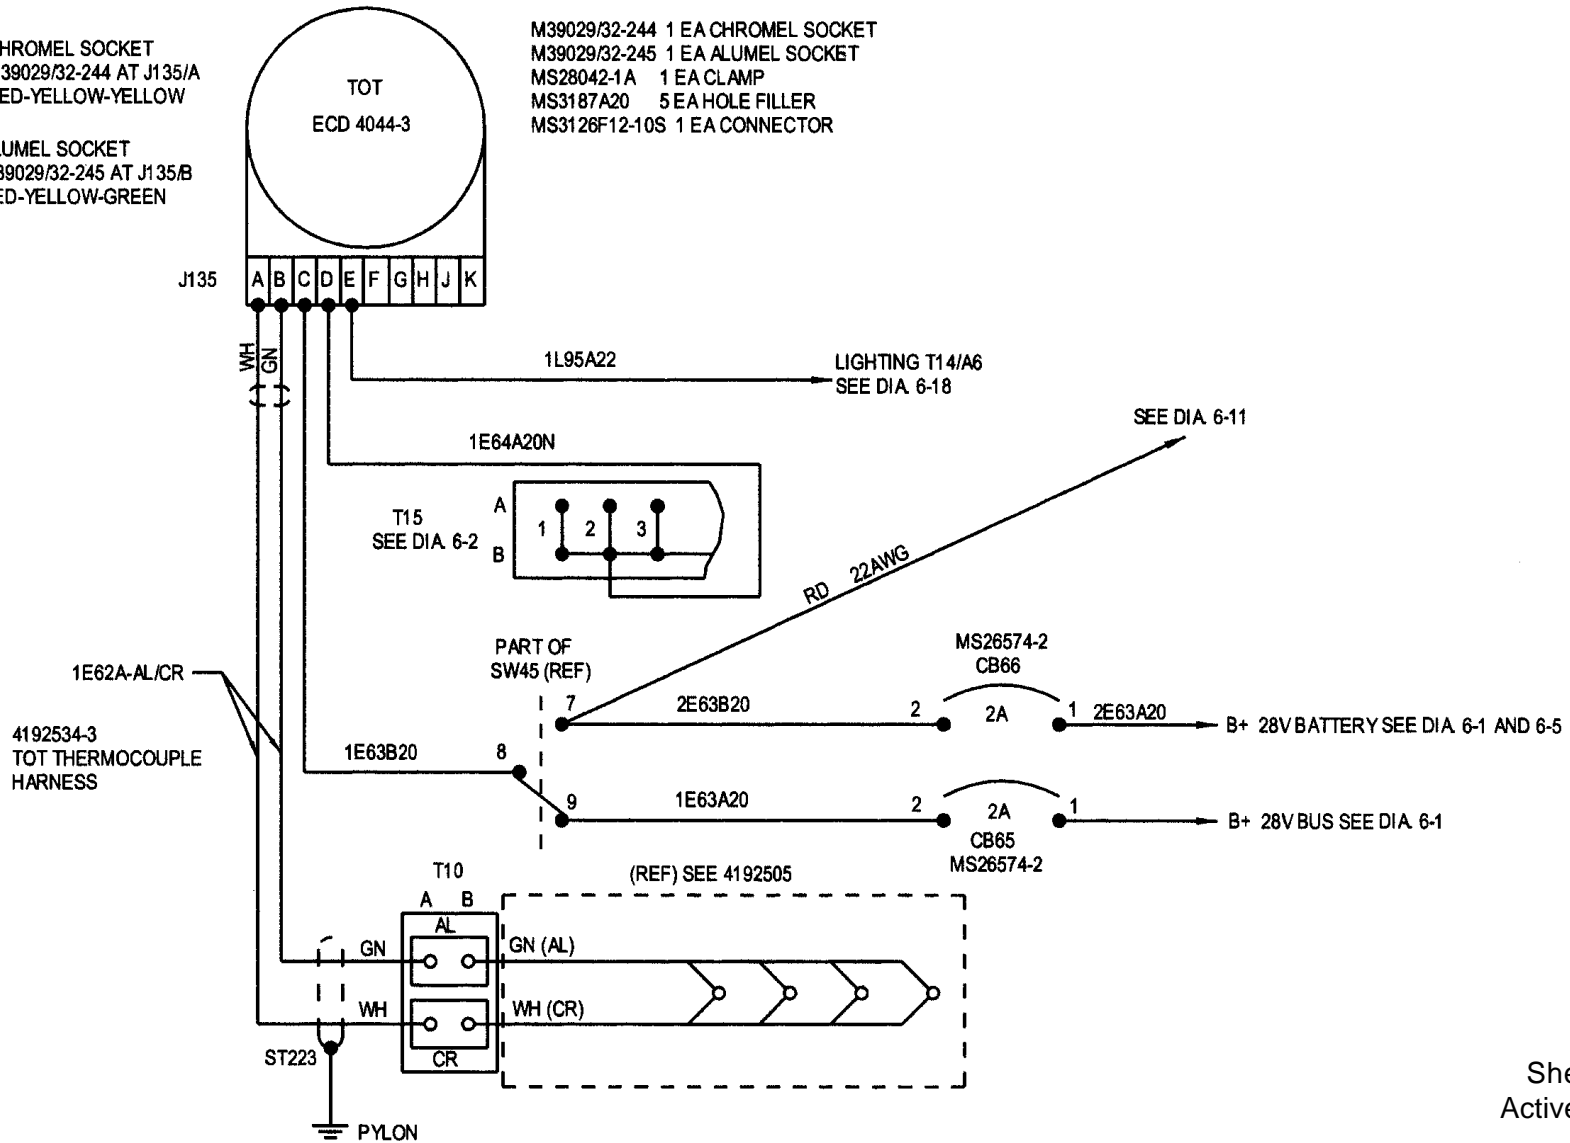 HROMEL SOCKET
39029/32-244 AT J135/A
ED-YELLOW-YELLOW
LUMEL SOCKET
39029/32-245 AT J135/B
ED-YELLOW-GREEN
TOT
ECD 4044-3
M39029/32-244 1 EA CHROMEL SOCKET
M39029/32-245 1 EA ALUMEL SOCKET
MS28042-1A 1 EA CLAMP
MS3187A20 5 EA HOLE FILLER
MS3126F12-10S 1 EA CONNECTOR
J135 A B C D E F G H J K
WH
GN
1L95A22
LIGHTING T14/A6
SEE DIA. 6-18
1E64A20N
SEE DIA. 6-11
T15
SEE DIA. 6-2
A
1 2 3
B
RD 22AWG
PART OF
SW45 (REF)
MS26574-2
CB66
1E62A-AL/CR
7
2E63B20
2
2A
1
2E63A20
B+ 28V BATTERY SEE DIA. 6-1 AND 6-5
4192534-3
TOT THERMOCOUPLE
HARNESS
1E63B20
8
9
1E63A20
2
2A
1
B+ 28V BUS SEE DIA. 6-1
CB65
MS26574-2
T10
(REF) SEE 4192505
A B
AL
GN
GN (AL)
WH
WH (CR)
CR
ST223
PYLON
She
Active